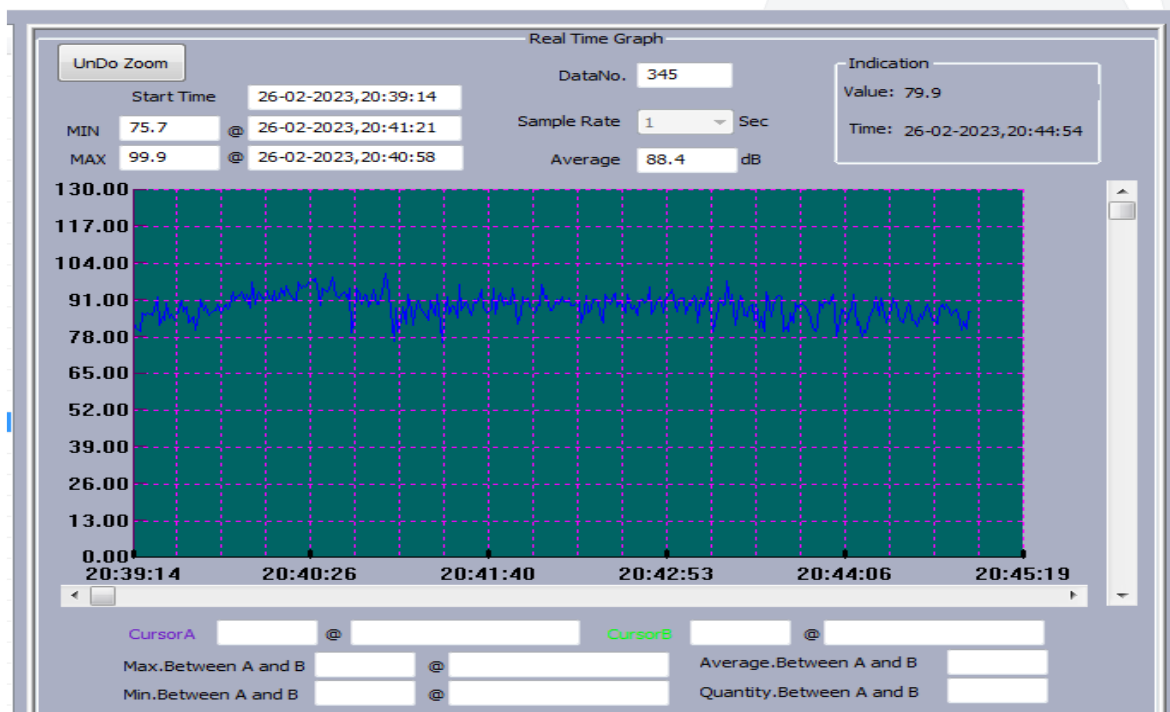 Real Time Graph
UnDo Zoom
DataNo. 345
Indication
Value: 79.9
Start Time 26-02-2023,20:39:14
Sample Rate 1 Sec
Time: 26-02-2023,20:44:54
MIN 75.7 @ 26-02-2023,20:41:21
MAX 99.9 @ 26-02-2023,20:40:58
Average 88.4 dB
130.00
117.00
104.00
91.00
78.00
65.00
52.00
39.00
26.00
13.00
0.00
20:39:14 20:40:26 20:41:40 20:42:53 20:44:06 20:45:19
CursorA @ CursorB @
Max.Between A and B @ Average.Between A and B
Min.Between A and B @ Quantity.Between A and B